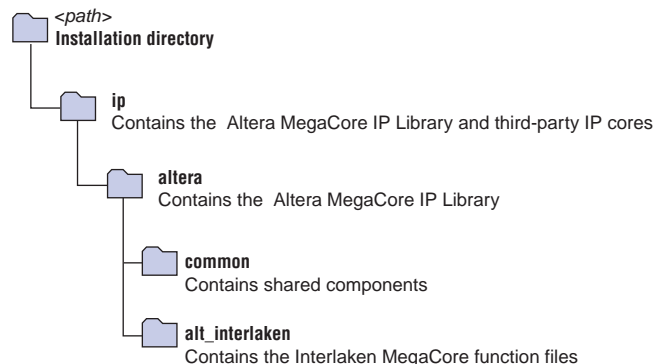 <path>
Installation directory
ip
Contains the Altera MegaCore IP Library and third-party IP cores
altera
Contains the Altera MegaCore IP Library
common
Contains shared components
alt_interlaken
Contains the Interlaken MegaCore function files